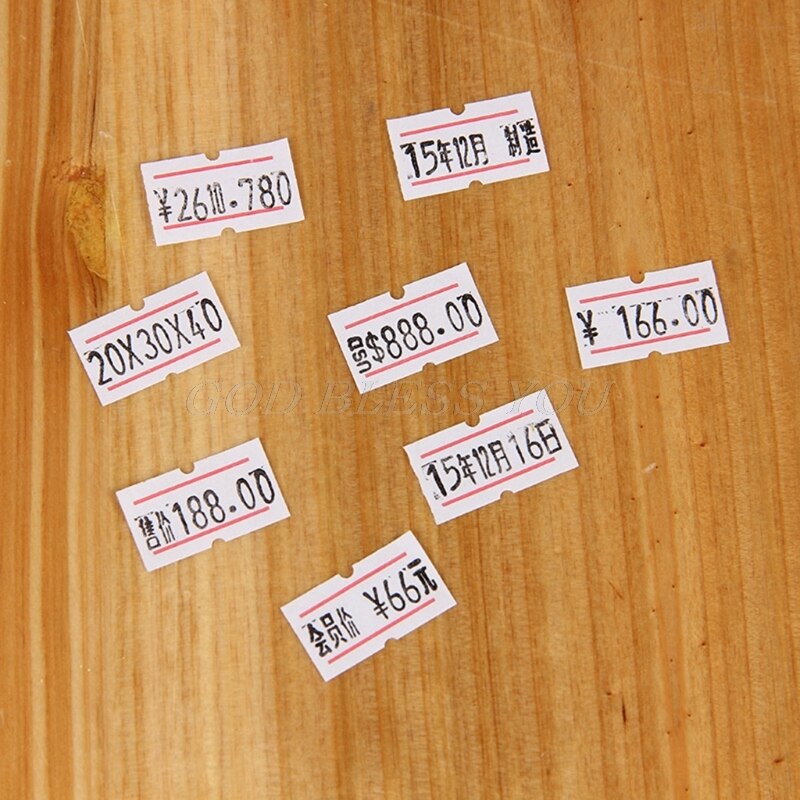 15年12月 制造
¥26 .780
20X30X40
USD $888.00
¥ 166.00
GOD BLESS YOU
15年12月16日
售价188.00
会员价 ¥66元